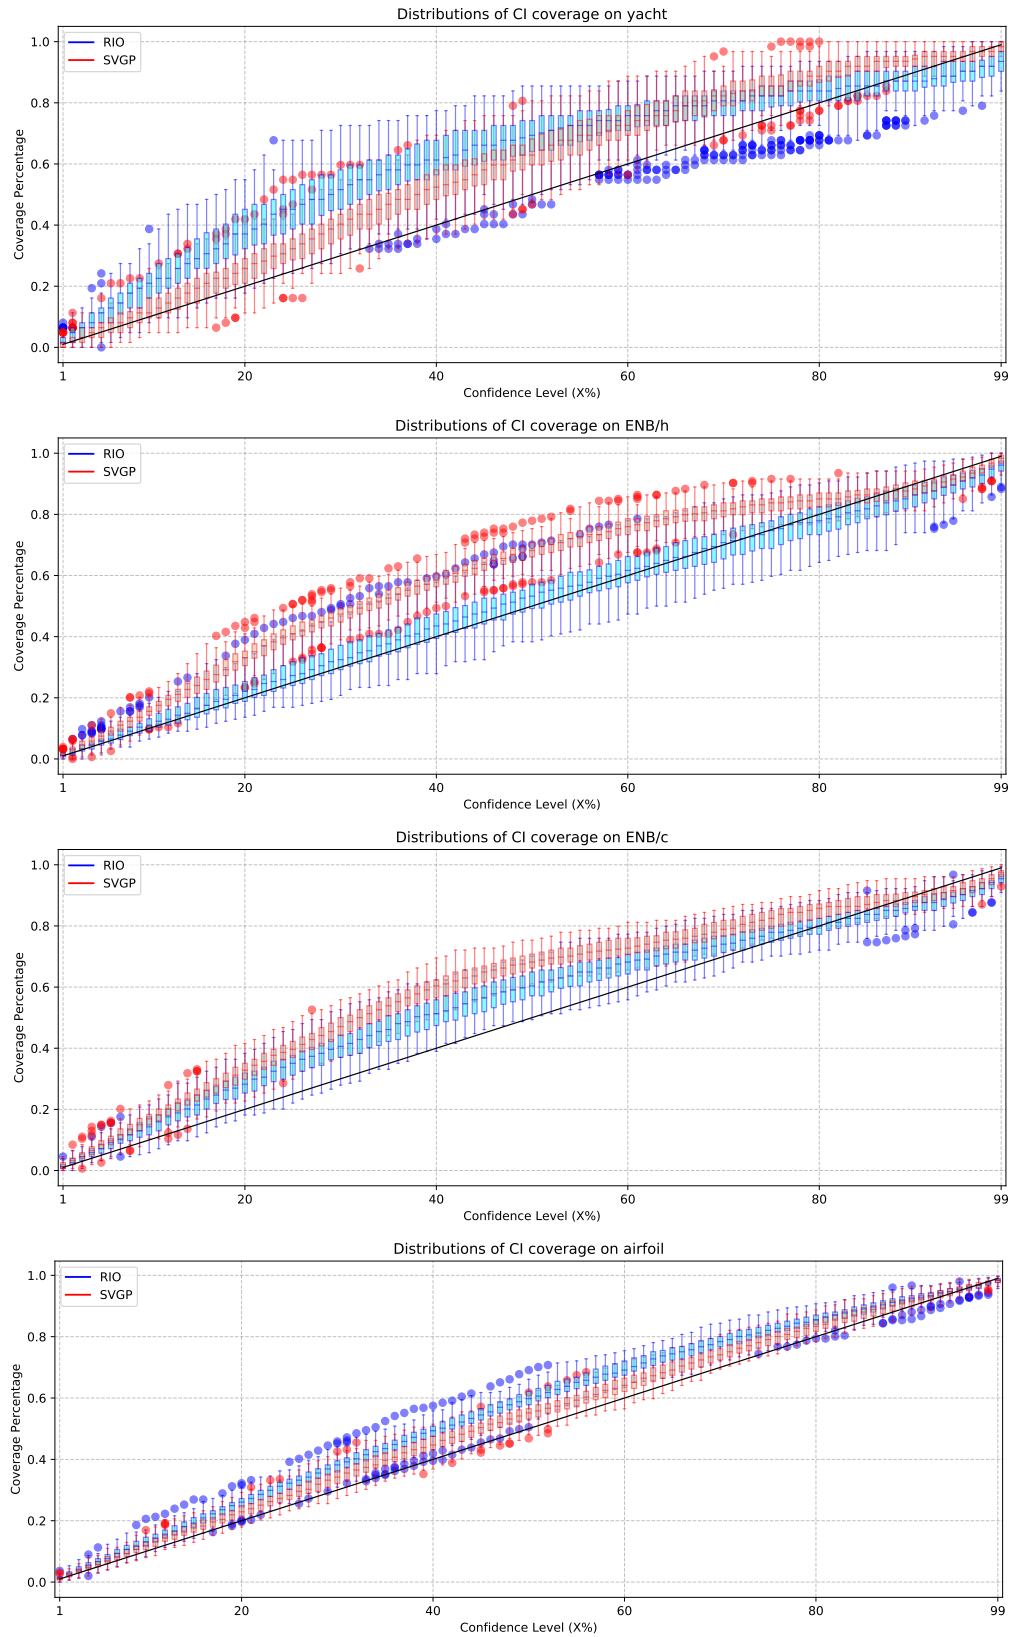 Distributions of CI coverage on yacht
RIO
SVGP
Coverage Percentage
1.0
0.8
0.6
0.4
0.2
0.0
1 20 40 60 80 99
Confidence Level (X%)
Distributions of CI coverage on ENB/h
RIO
SVGP
Coverage Percentage
1.0
0.8
0.6
0.4
0.2
0.0
1 20 40 60 80 99
Confidence Level (X%)
Distributions of CI coverage on ENB/c
RIO
SVGP
Coverage Percentage
1.0
0.8
0.6
0.4
0.2
0.0
1 20 40 60 80 99
Confidence Level (X%)
Distributions of CI coverage on airfoil
RIO
SVGP
Coverage Percentage
1.0
0.8
0.6
0.4
0.2
0.0
1 20 40 60 80 99
Confidence Level (X%)